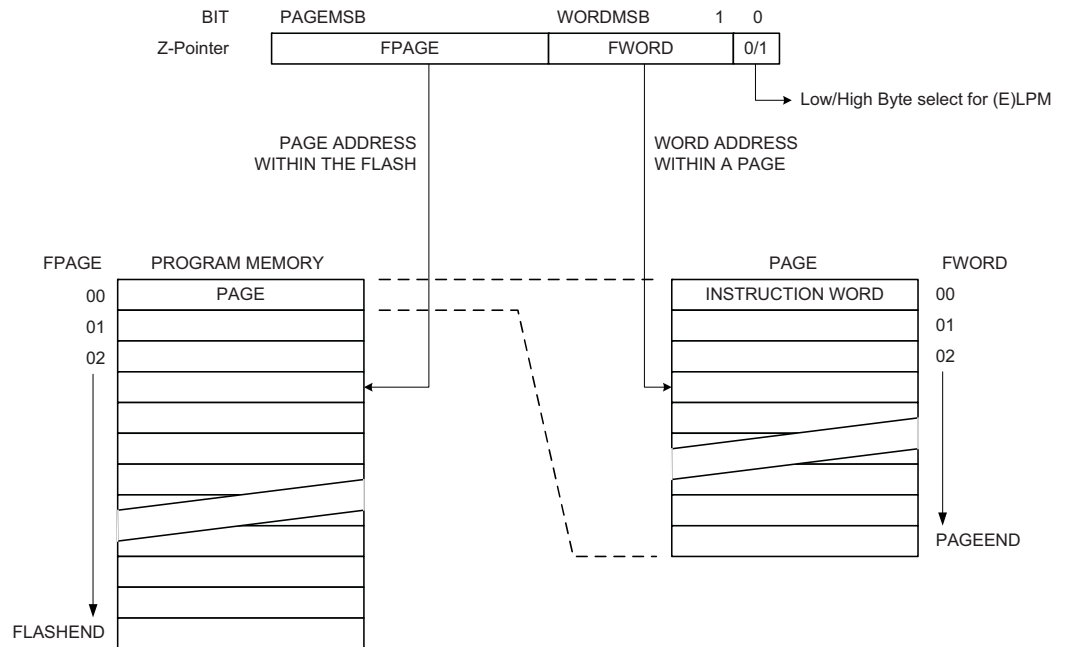 BIT PAGEMSB WORDMSB 1 0
Z-Pointer FPAGE FWORD 0/1
Low/High Byte select for (E)LPM
PAGE ADDRESS
WITHIN THE FLASH
WORD ADDRESS
WITHIN A PAGE
FPAGE PROGRAM MEMORY
00 PAGE
01
02
FLASHEND
PAGE FWORD
INSTRUCTION WORD 00
01
02
PAGEEND